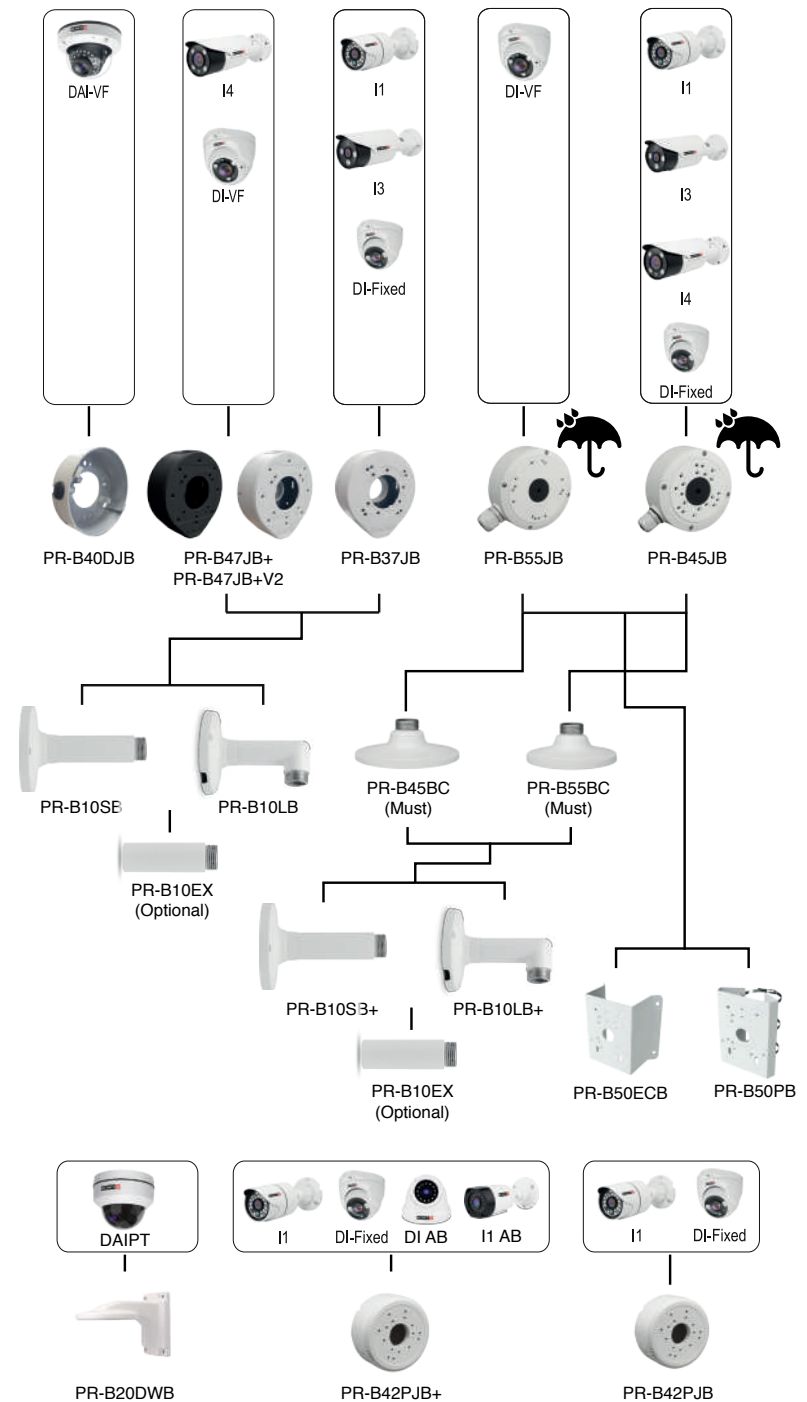 DAI-VF
I4
DI-VF
I1
I3
DI-Fixed
DI-VF
I1
I3
I4
DI-Fixed
PR-B40DJB
PR-B47JB+
PR-B47JB+V2
PR-B37JB
PR-B55JB
PR-B45JB
PR-B10SB
PR-B10LB
PR-B45BC
(Must)
PR-B55BC
(Must)
PR-B10EX
(Optional)
PR-B10SB+
PR-B10LB+
PR-B10EX
(Optional)
PR-B50ECB
PR-B50PB
DAIPT
I1
DI-Fixed
DI AB
I1 AB
I1
DI-Fixed
PR-B20DWB
PR-B42PJB+
PR-B42PJB